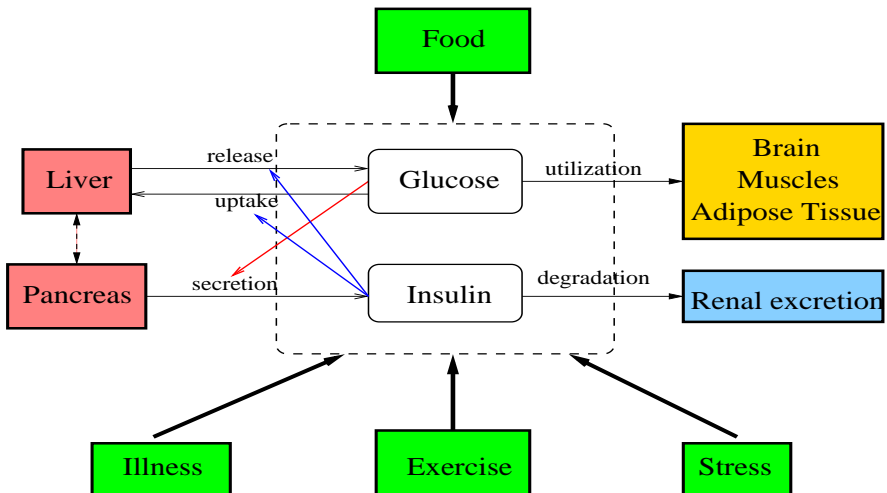 Food
release
Liver
Glucose
utilization
Brain
Muscles
Adipose Tissue
uptake
secretion
Pancreas
Insulin
degradation
Renal excretion
Illness
Exercise
Stress